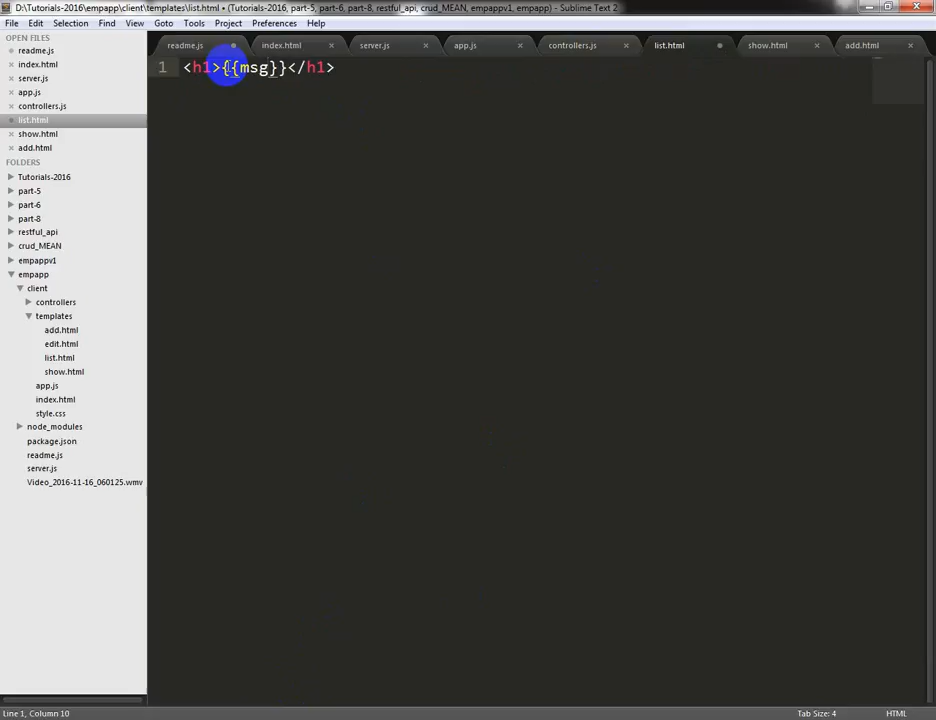 D:\Tutorials-2016\empapp\client\templates\list.html • (Tutorials-2016, part-5, part-6, part-8, restful_api, crud_MEAN, empappv1, empapp) - Sublime Text 2
File Edit Selection Find View Goto Tools Project Preferences Help
OPEN FILES
readme.js
index.html
server.js
app.js
controllers.js
list.html
show.html
add.html
FOLDERS
Tutorials-2016
part-5
part-6
part-8
restful_api
crud_MEAN
empappv1
empapp
client
controllers
templates
add.html
edit.html
list.html
show.html
app.js
index.html
style.css
node_modules
package.json
readme.js
server.js
Video_2016-11-16_060125.wmv
readme.js index.html server.js app.js controllers.js list.html show.html add.html
1 <h1>{{msg}}</h1>
Line 1, Column 10 Tab Size: 4 HTML